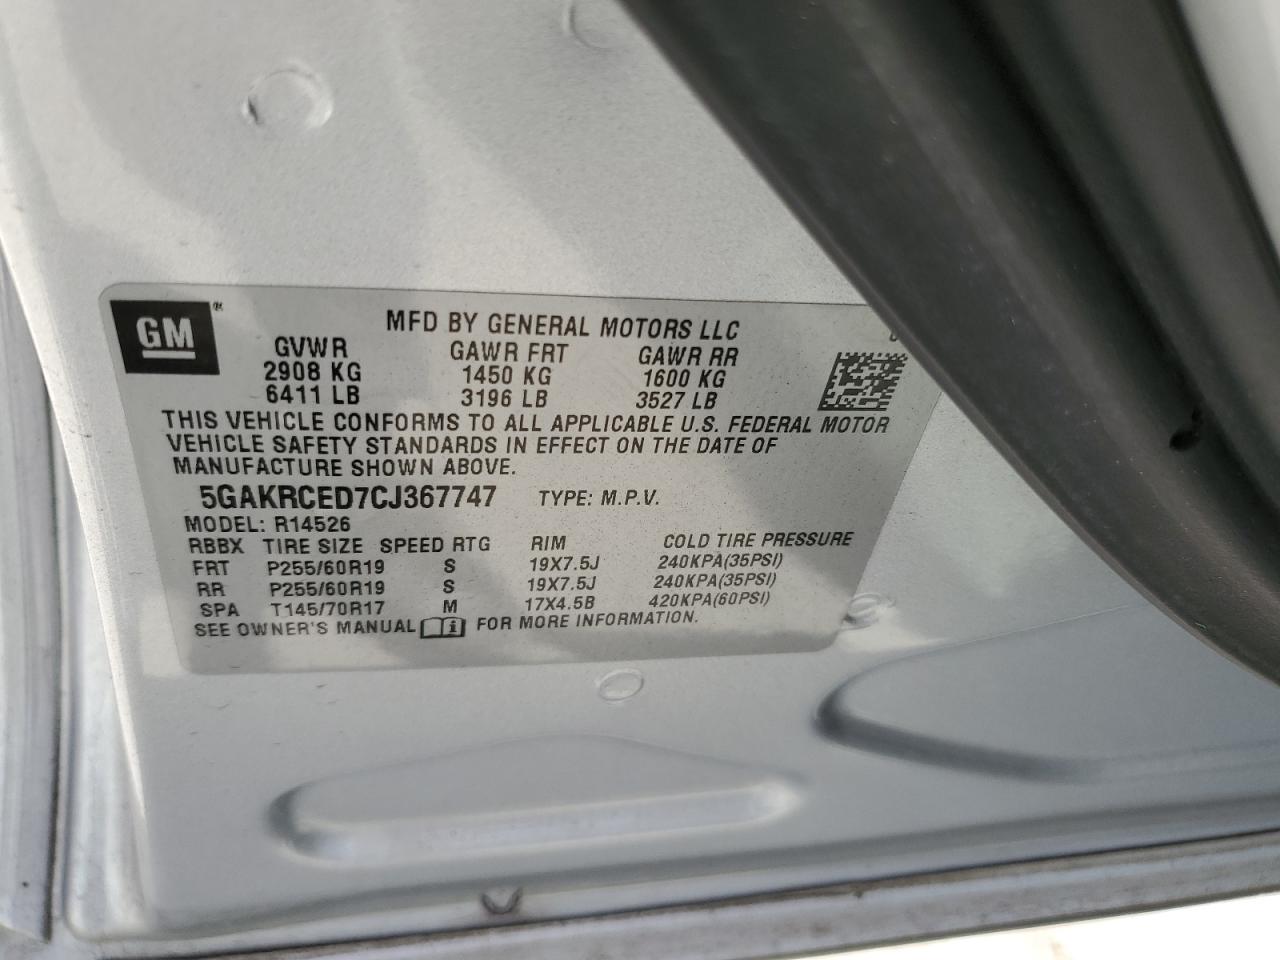 GM ®
MFD BY GENERAL MOTORS LLC
GVWR GAWR FRT GAWR RR
2908 KG 1450 KG 1600 KG
6411 LB 3196 LB 3527 LB
THIS VEHICLE CONFORMS TO ALL APPLICABLE U.S. FEDERAL MOTOR
VEHICLE SAFETY STANDARDS IN EFFECT ON THE DATE OF
MANUFACTURE SHOWN ABOVE.
5GAKRCED7CJ367747 TYPE: M.P.V.
MODEL: R14526
RBBX TIRE SIZE SPEED RTG RIM COLD TIRE PRESSURE
FRT P255/60R19 S 19X7.5J 240KPA(35PSI)
RR P255/60R19 S 19X7.5J 240KPA(35PSI)
SPA T145/70R17 M 17X4.5B 420KPA(60PSI)
SEE OWNER'S MANUAL FOR MORE INFORMATION.